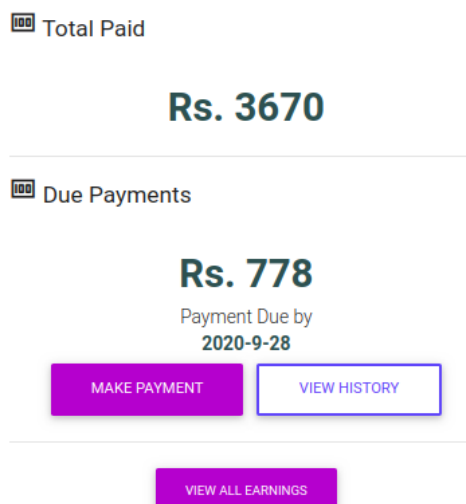 Total Paid
Rs. 3670
Due Payments
Rs. 778
Payment Due by
2020-9-28
MAKE PAYMENT
VIEW HISTORY
VIEW ALL EARNINGS